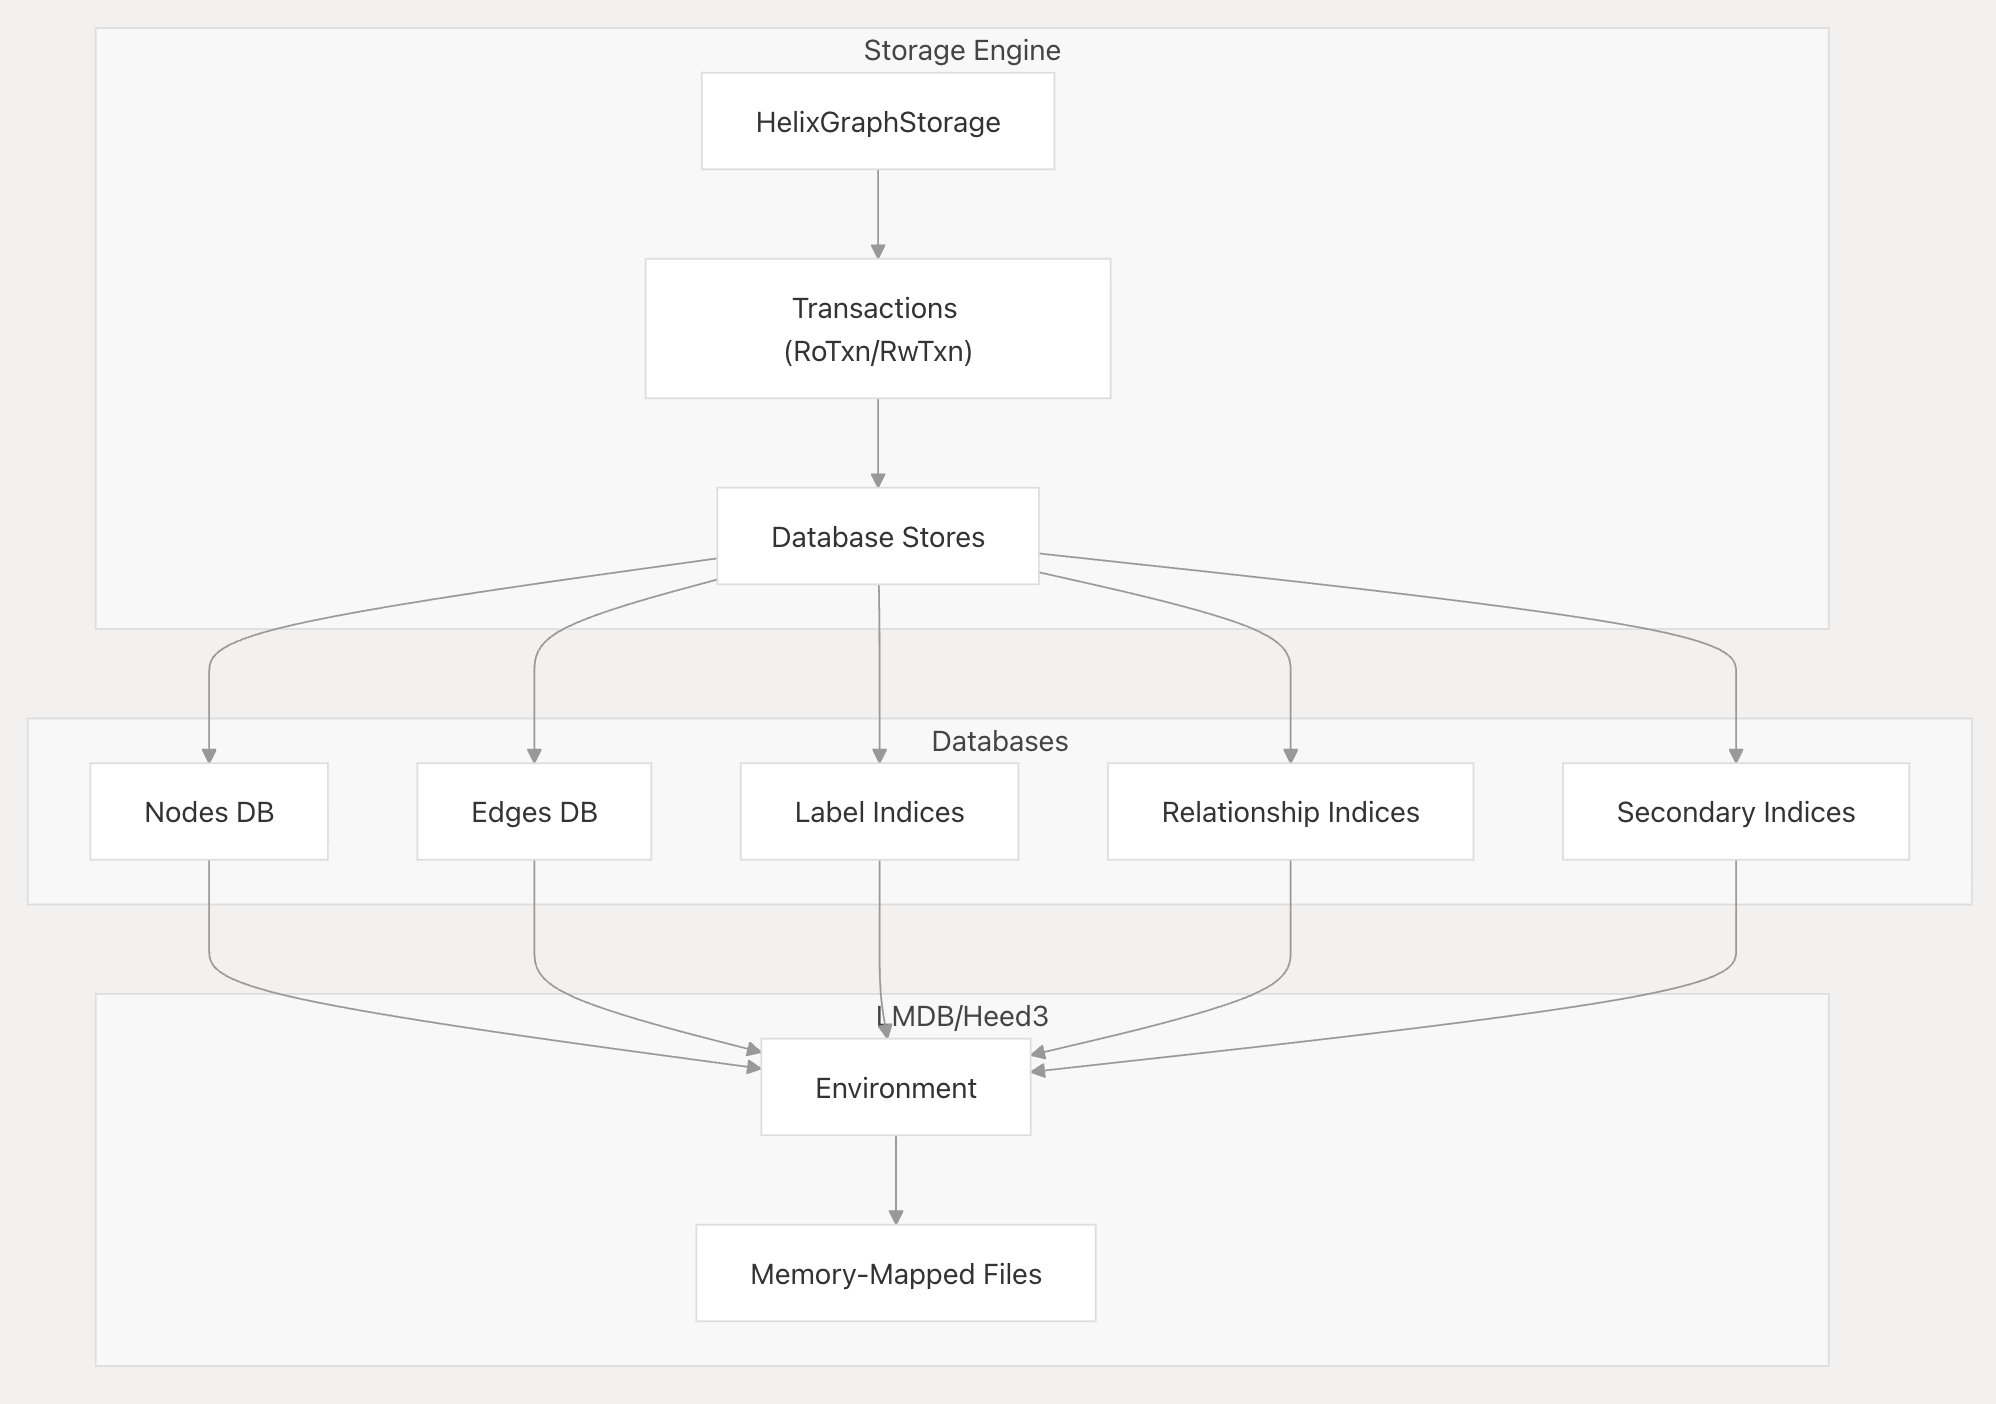 Storage Engine
HelixGraphStorage
Transactions
(RoTxn/RwTxn)
Database Stores
Databases
Nodes DB
Edges DB
Label Indices
Relationship Indices
Secondary Indices
LMDB/Heed3
Environment
Memory-Mapped Files